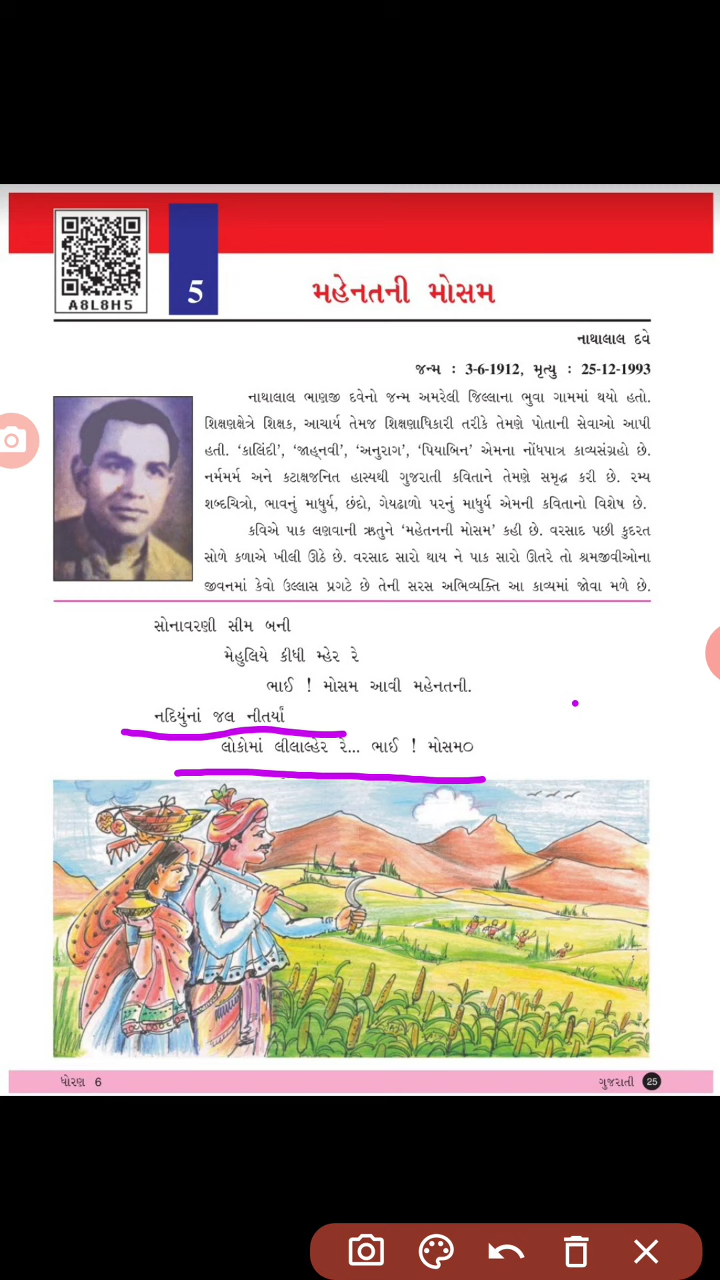 A8L8H5
5
મહેનતની મોસમ
નાથાલાલ દવે
જન્મ : 3-6-1912, મૃત્યુ : 25-12-1993
નાથાલાલ ભાણજી દવેનો જન્મ અમરેલી જિલ્લાના ભુવા ગામમાં થયો હતો.
શિક્ષણક્ષેત્રે શિક્ષક, આચાર્ય તેમજ શિક્ષણાધિકારી તરીકે તેમણે પોતાની સેવાઓ આપી
હતી. ‘કાલિંદી’, ‘જાહ્નવી’, ‘અનુરાગ’, ‘પિયાબિન’ એમના નોંધપાત્ર કાવ્યસંગ્રહો છે.
નર્મમર્મ અને કટાક્ષજનિત હાસ્યથી ગુજરાતી કવિતાને તેમણે સમૃદ્ધ કરી છે. રમ્ય
શબ્દચિત્રો, ભાવનું માધુર્ય, છંદો, ગેયઢાળો પરનું માધુર્ય એમની કવિતાનો વિશેષ છે.
કવિએ પાક લણવાની ઋતુને ‘મહેતનની મોસમ’ કહી છે. વરસાદ પછી કુદરત
સોળે કળાએ ખીલી ઊઠે છે. વરસાદ સારો થાય ને પાક સારો ઊતરે તો શ્રમજીવીઓના
જીવનમાં કેવો ઉલ્લાસ પ્રગટે છે તેની સરસ અભિવ્યક્તિ આ કાવ્યમાં જોવા મળે છે.
સોનાવરણી સીમ બની
મેહુલિયે કીધી મ્હેર રે
ભાઈ ! મોસમ આવી મહેનતની.
નદિયુંનાં જલ નીતર્યાં
લોકોમાં લીલાલ્હેર રે... ભાઈ ! મોસમ૦
ધોરણ 6
ગુજરાતી 25